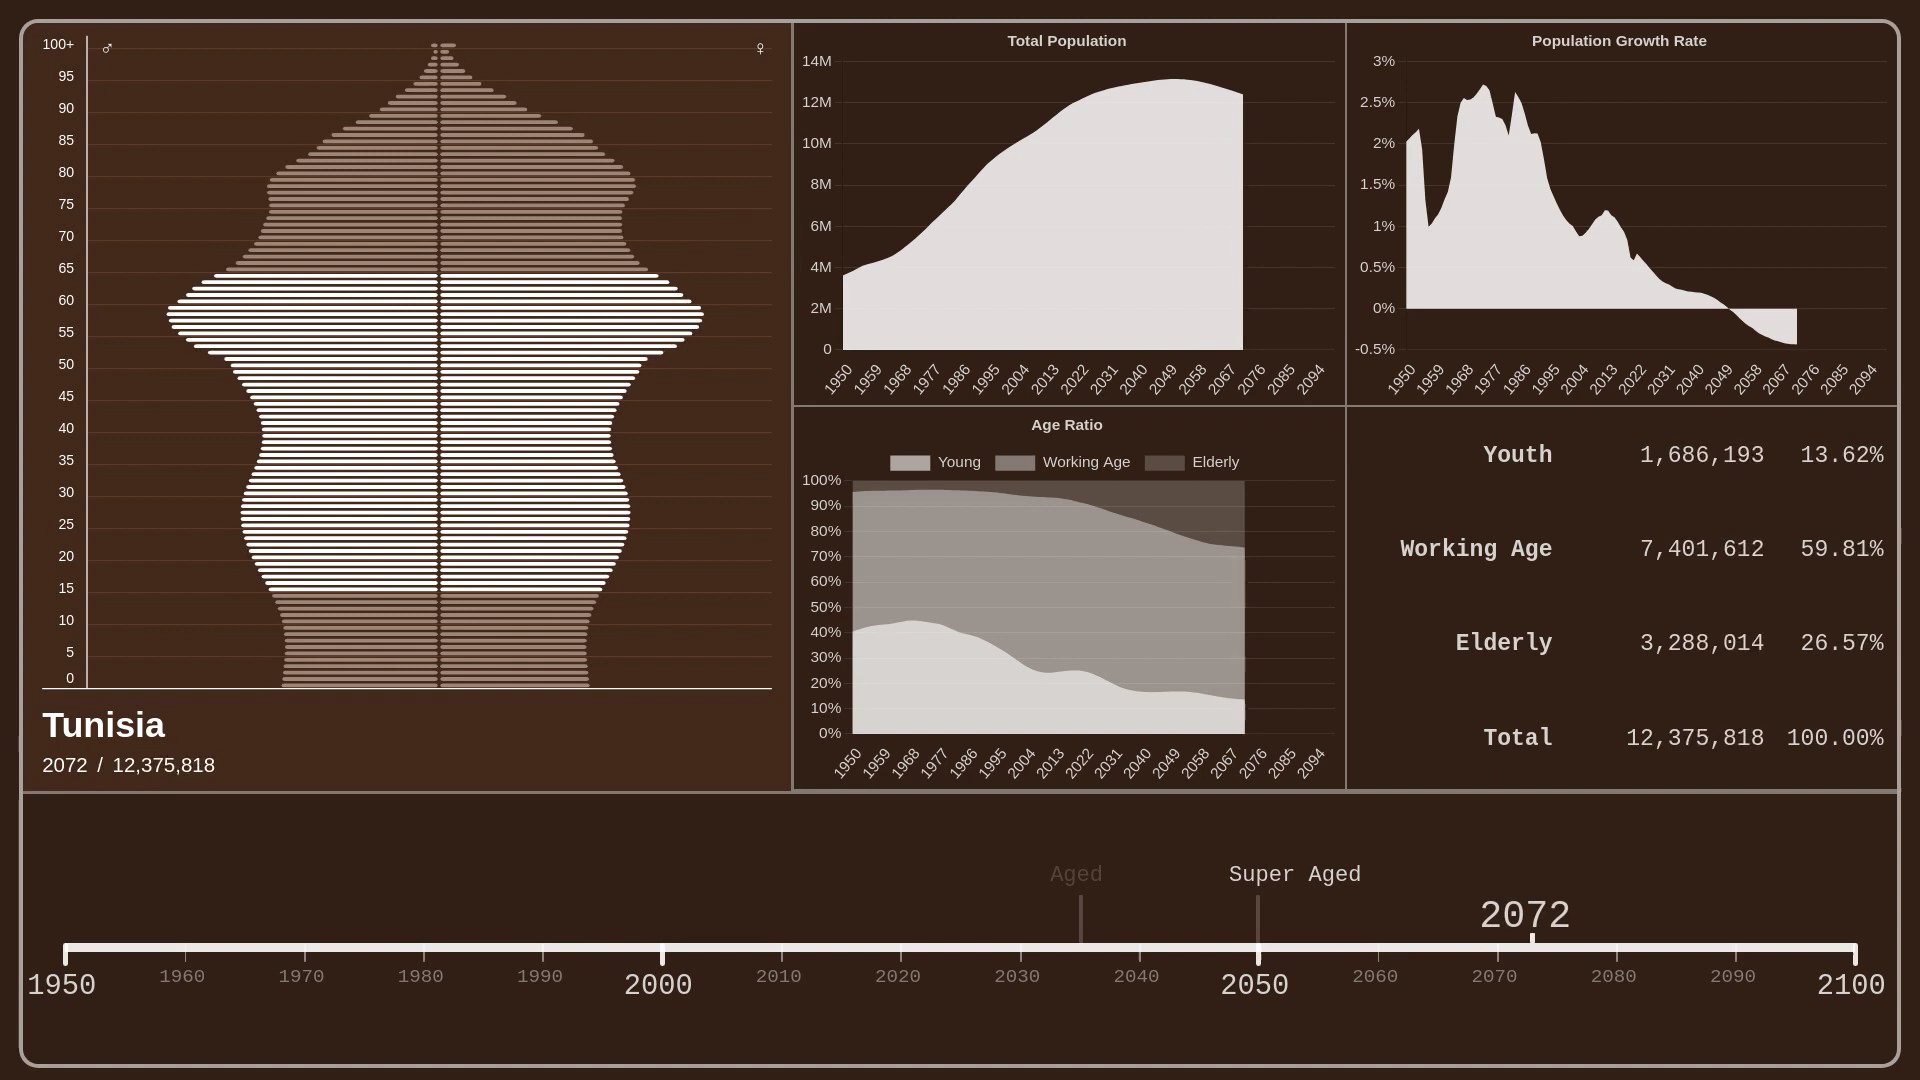 100+
♂
♀
95
90
85
80
75
70
65
60
55
50
45
40
35
30
25
20
15
10
5
0
Tunisia
2072 / 12,375,818
Total Population
14M
12M
10M
8M
6M
4M
2M
0
1950 1959 1968 1977 1986 1995 2004 2013 2022 2031 2040 2049 2058 2067 2076 2085 2094
Population Growth Rate
3%
2.5%
2%
1.5%
1%
0.5%
0%
-0.5%
1950 1959 1968 1977 1986 1995 2004 2013 2022 2031 2040 2049 2058 2067 2076 2085 2094
Age Ratio
Young Working Age Elderly
100%
90%
80%
70%
60%
50%
40%
30%
20%
10%
0%
1950 1959 1968 1977 1986 1995 2004 2013 2022 2031 2040 2049 2058 2067 2076 2085 2094
Youth 1,686,193 13.62%
Working Age 7,401,612 59.81%
Elderly 3,288,014 26.57%
Total 12,375,818 100.00%
Aged Super Aged
2072
1950 1960 1970 1980 1990 2000 2010 2020 2030 2040 2050 2060 2070 2080 2090 2100